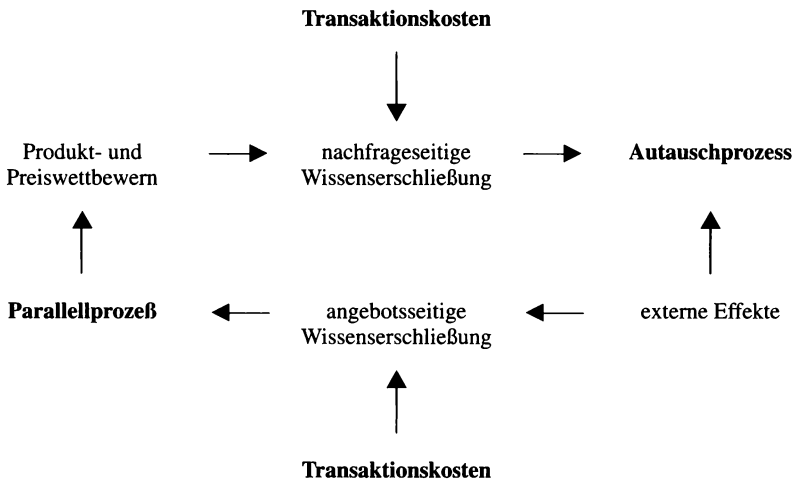 Transaktionskosten
Produkt- und
Preiswettbewern
nachfrageseitige
Wissenserschließung
Autauschprozess
Parallellprozeß
angebotsseitige
Wissenserschließung
externe Effekte
Transaktionskosten